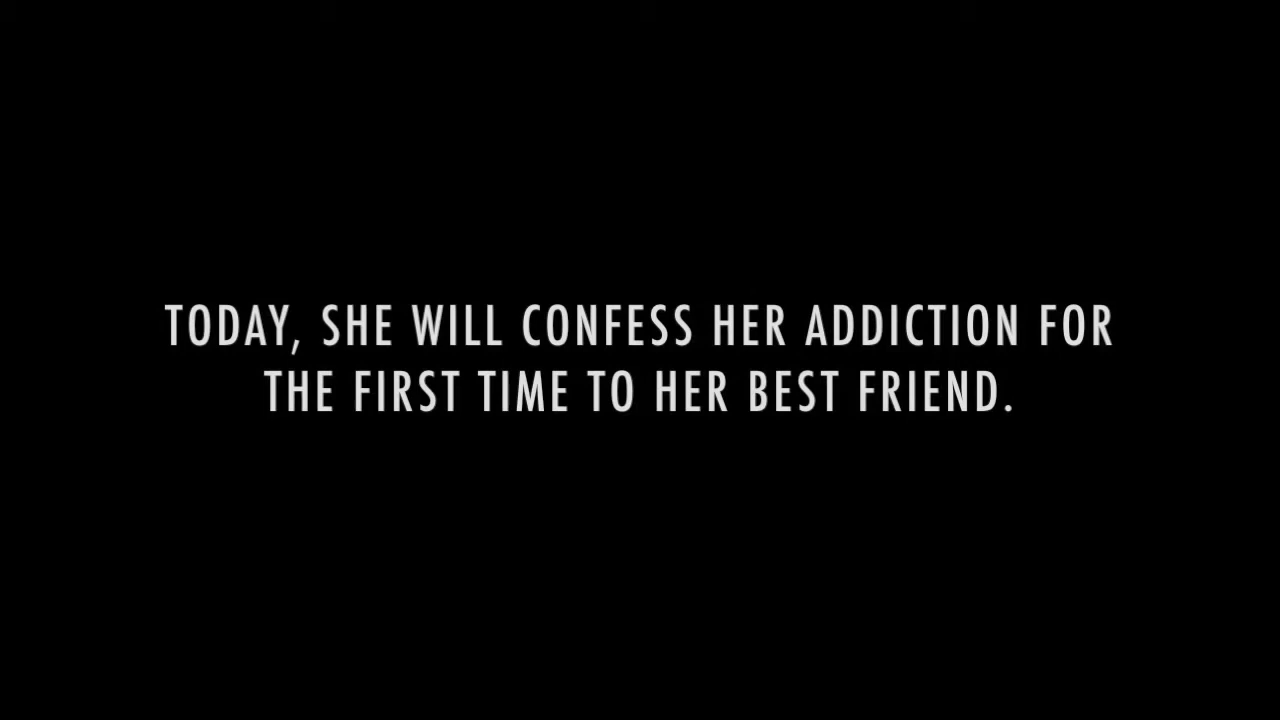 TODAY, SHE WILL CONFESS HER ADDICTION FOR
THE FIRST TIME TO HER BEST FRIEND.